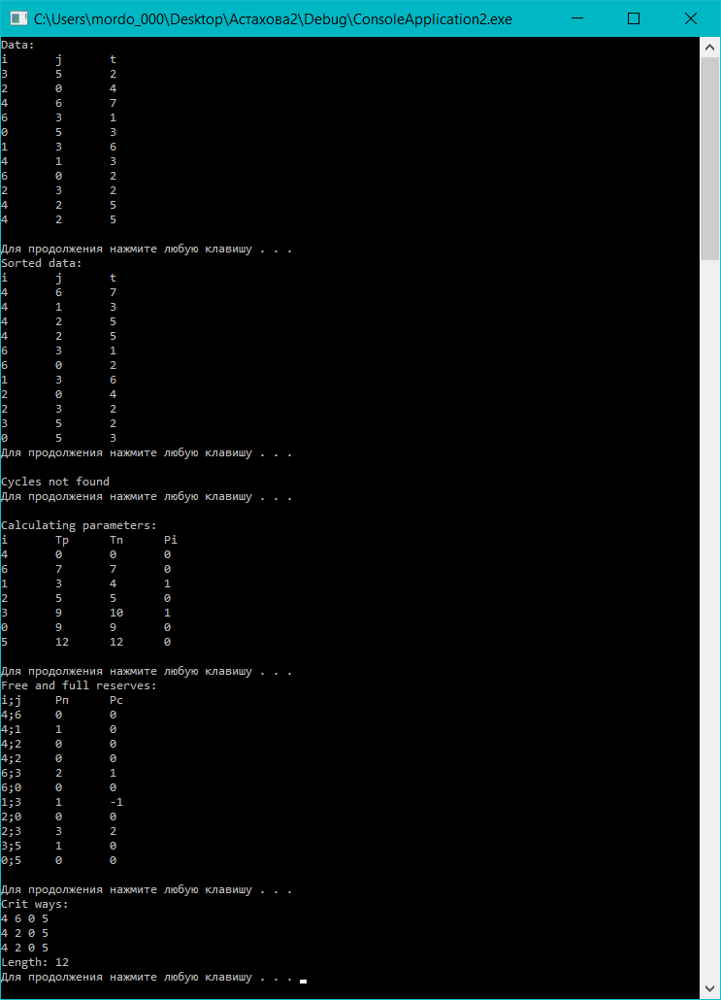 C:\Users\mordo_000\Desktop\Астахова2\Debug\ConsoleApplication2.exe
Data:
i j t
3 5 2
2 0 4
4 6 7
6 3 1
0 5 3
1 3 6
4 1 3
6 0 2
2 3 2
4 2 5
4 2 5
Для продолжения нажмите любую клавишу . . .
Sorted data:
i j t
4 6 7
4 1 3
4 2 5
4 2 5
6 3 1
6 0 2
1 3 6
2 0 4
2 3 2
3 5 2
0 5 3
Для продолжения нажмите любую клавишу . . .
Cycles not found
Для продолжения нажмите любую клавишу . . .
Calculating parameters:
i Tp Tп Pi
4 0 0 0
6 7 7 0
1 3 4 1
2 5 5 0
3 9 10 1
0 9 9 0
5 12 12 0
Для продолжения нажмите любую клавишу . . .
Free and full reserves:
i;j Pп Pc
4;6 0 0
4;1 1 0
4;2 0 0
4;2 0 0
6;3 2 1
6;0 0 0
1;3 1 -1
2;0 0 0
2;3 3 2
3;5 1 0
0;5 0 0
Для продолжения нажмите любую клавишу . . .
Crit ways:
4 6 0 5
4 2 0 5
4 2 0 5
Length: 12
Для продолжения нажмите любую клавишу . . .